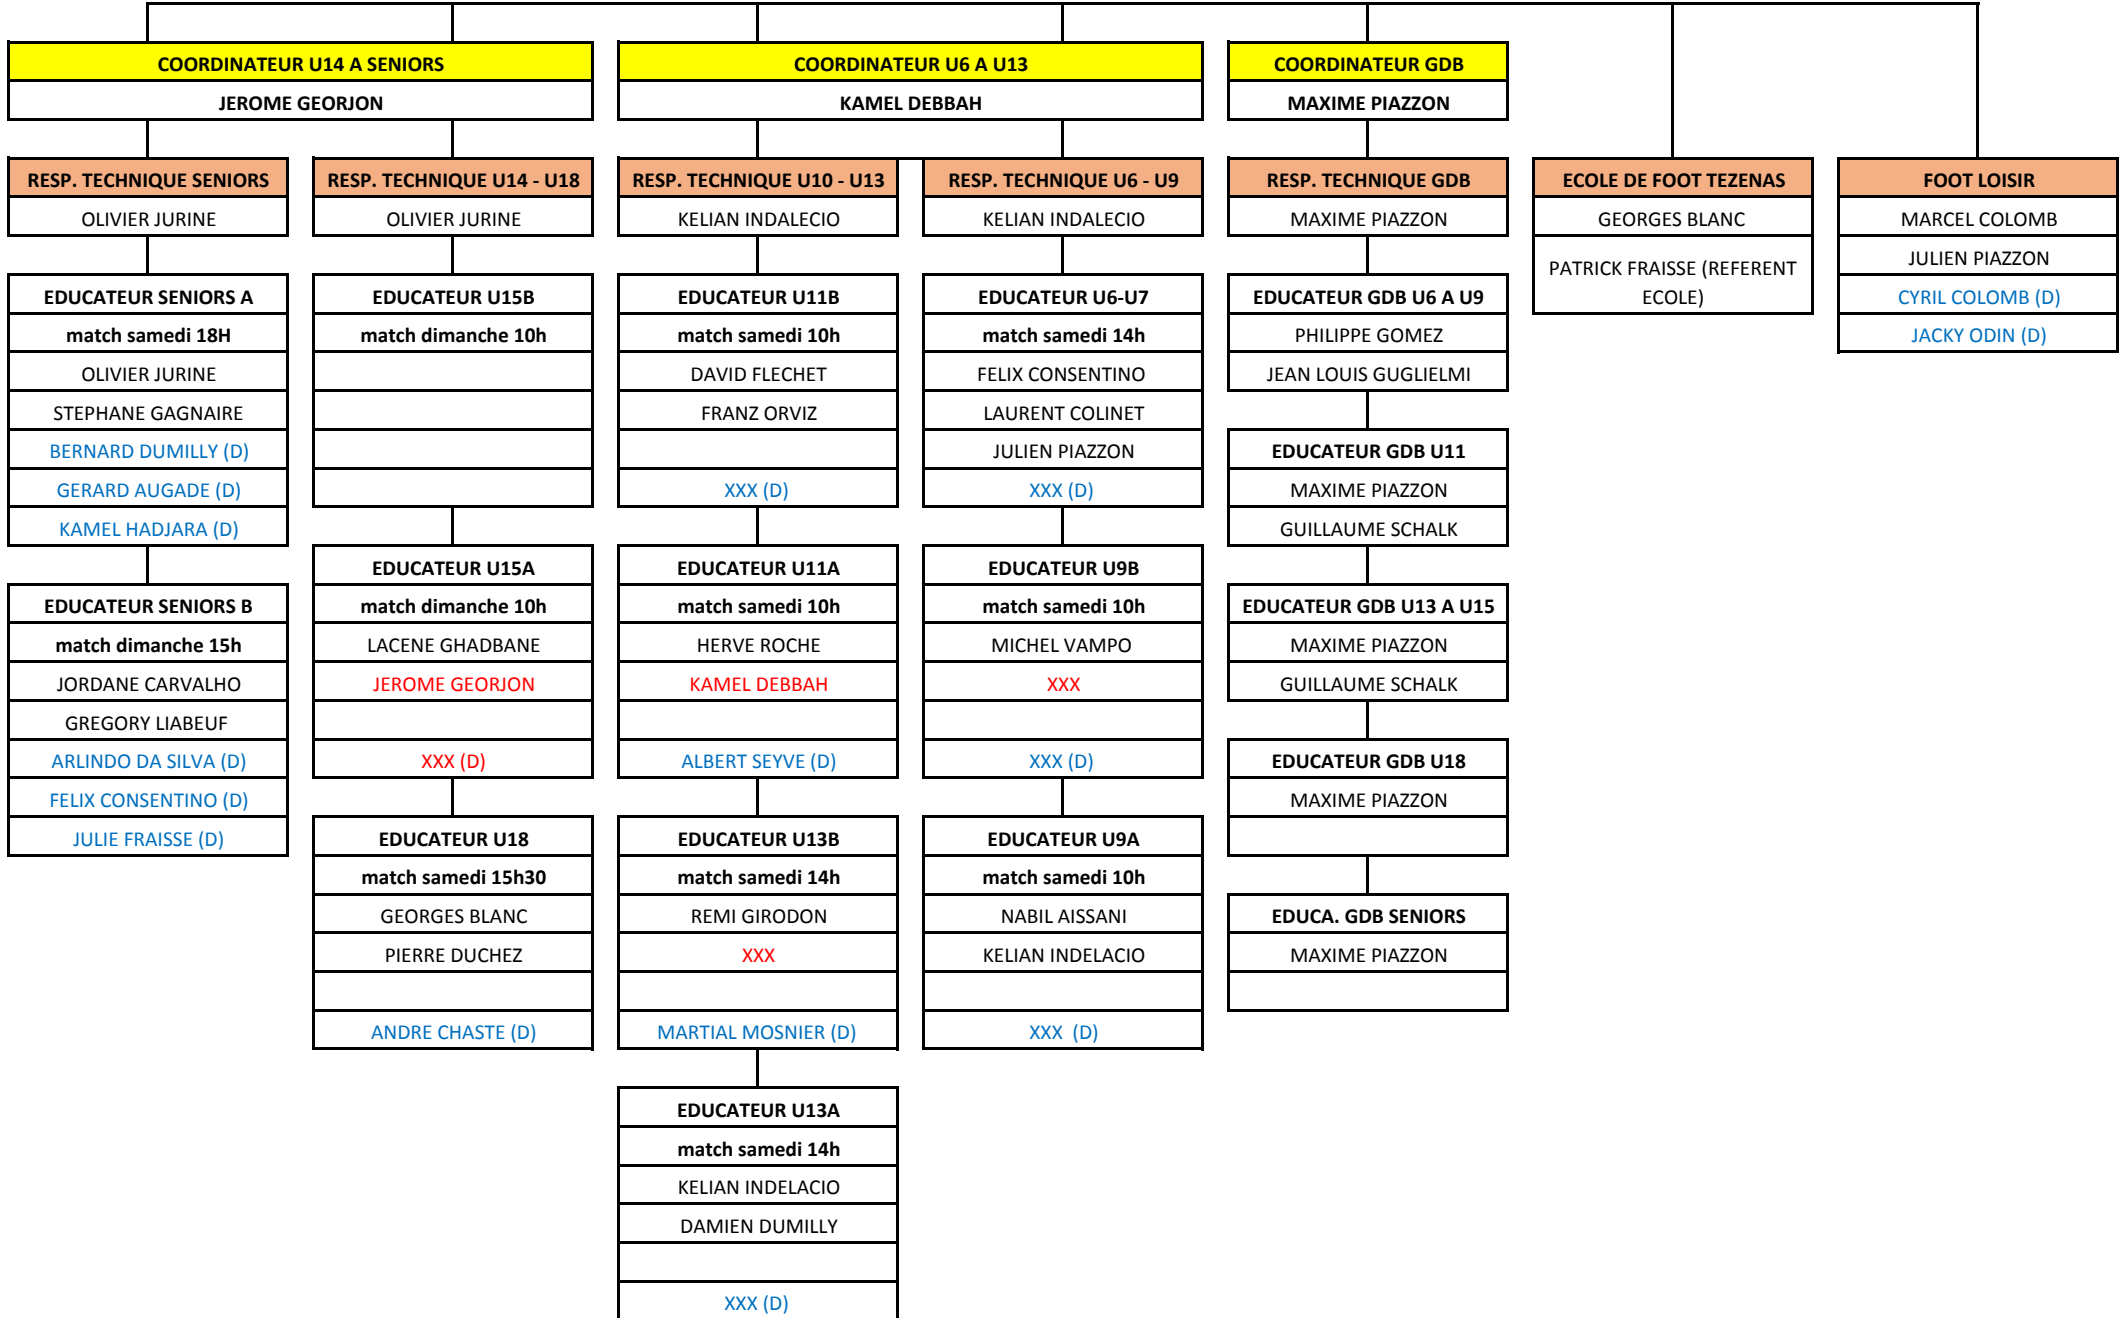 COORDINATEUR U14 A SENIORS
JEROME GEORJON
COORDINATEUR U6 A U13
KAMEL DEBBAH
COORDINATEUR GDB
MAXIME PIAZZON
RESP. TECHNIQUE SENIORS
OLIVIER JURINE
EDUCATEUR SENIORS A
match samedi 18H
OLIVIER JURINE
STEPHANE GAGNAIRE
BERNARD DUMILLY (D)
GERARD AUGADE (D)
KAMEL HADJARA (D)
EDUCATEUR SENIORS B
match dimanche 15h
JORDANE CARVALHO
GREGORY LIABEUF
ARLINDO DA SILVA (D)
FELIX CONSENTINO (D)
JULIE FRAISSE (D)
RESP. TECHNIQUE U14 - U18
OLIVIER JURINE
EDUCATEUR U15B
match dimanche 10h
EDUCATEUR U15A
match dimanche 10h
LACENE GHADBANE
JEROME GEORJON
XXX (D)
EDUCATEUR U18
match samedi 15h30
GEORGES BLANC
PIERRE DUCHEZ
ANDRE CHASTE (D)
RESP. TECHNIQUE U10 - U13
KELIAN INDALECIO
EDUCATEUR U11B
match samedi 10h
DAVID FLECHET
FRANZ ORVIZ
XXX (D)
EDUCATEUR U11A
match samedi 10h
HERVE ROCHE
KAMEL DEBBAH
ALBERT SEYVE (D)
EDUCATEUR U13B
match samedi 14h
REMI GIRODON
XXX
MARTIAL MOSNIER (D)
EDUCATEUR U13A
match samedi 14h
KELIAN INDELACIO
DAMIEN DUMILLY
XXX (D)
RESP. TECHNIQUE U6 - U9
KELIAN INDALECIO
EDUCATEUR U6-U7
match samedi 14h
FELIX CONSENTINO
LAURENT COLINET
JULIEN PIAZZON
XXX (D)
EDUCATEUR U9B
match samedi 10h
MICHEL VAMPO
XXX
XXX (D)
EDUCATEUR U9A
match samedi 10h
NABIL AISSANI
KELIAN INDELACIO
XXX (D)
RESP. TECHNIQUE GDB
MAXIME PIAZZON
EDUCATEUR GDB U6 A U9
PHILIPPE GOMEZ
JEAN LOUIS GUGLIELMI
EDUCATEUR GDB U11
MAXIME PIAZZON
GUILLAUME SCHALK
EDUCATEUR GDB U13 A U15
MAXIME PIAZZON
GUILLAUME SCHALK
EDUCATEUR GDB U18
MAXIME PIAZZON
EDUCA. GDB SENIORS
MAXIME PIAZZON
ECOLE DE FOOT TEZENAS
GEORGES BLANC
PATRICK FRAISSE (REFERENT
ECOLE)
FOOT LOISIR
MARCEL COLOMB
JULIEN PIAZZON
CYRIL COLOMB (D)
JACKY ODIN (D)